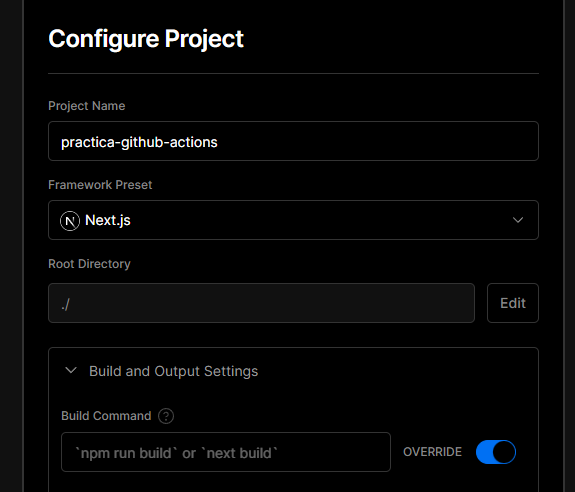 Configure Project
Project Name
practica-github-actions
Framework Preset
N Next.js
Root Directory
./ Edit
Build and Output Settings
Build Command ?
`npm run build` or `next build` OVERRIDE